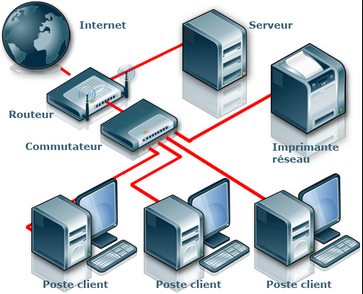 Internet
Serveur
Routeur
Commutateur
Imprimante
réseau
Poste client
Poste client
Poste client